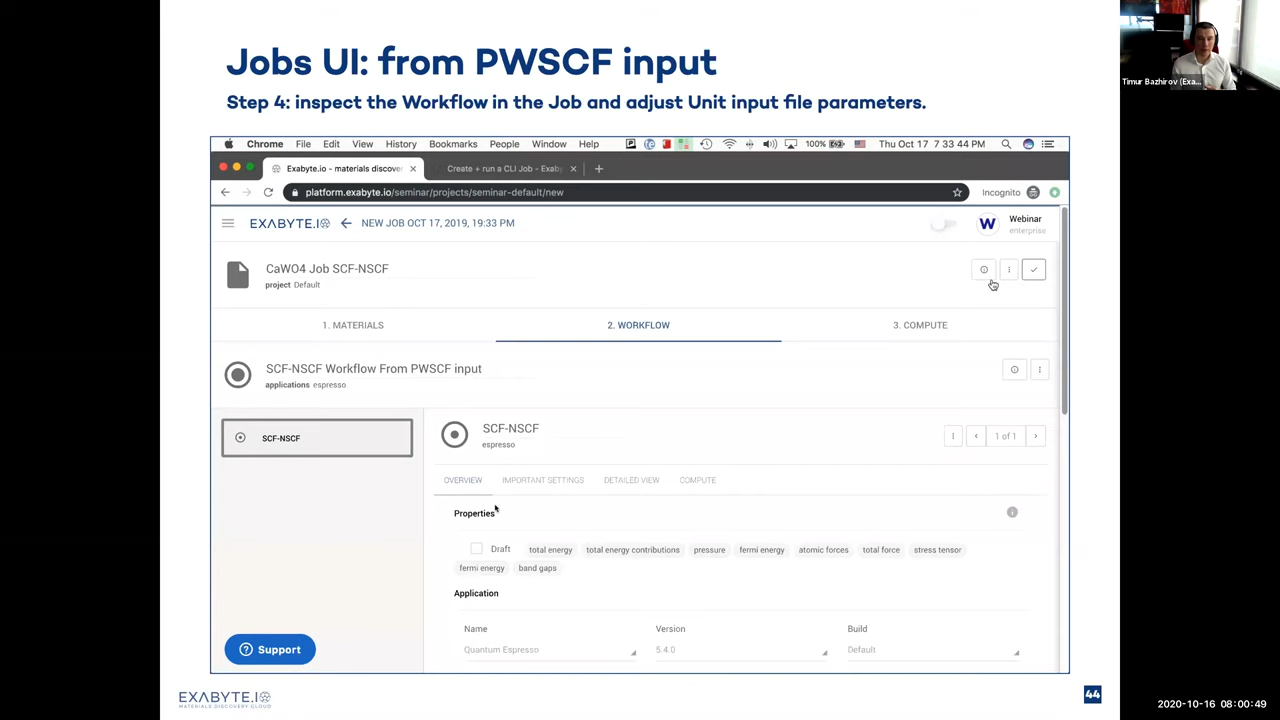 Jobs UI: from PWSCF input
Step 4: inspect the Workflow in the Job and adjust Unit input file parameters.
Timur Bazhirov (Exa...
Chrome File Edit View History Bookmarks People Window Help 100% Thu Oct 17 7 33 44 PM
Exabyte.io - materials discover Create + run a CLI Job - Exaby
platform.exabyte.io/seminar/projects/seminar-default/new Incognito
EXABYTE.IO NEW JOB OCT 17, 2019, 19:33 PM W Webinar
enterprise
CaWO4 Job SCF-NSCF
project Default
1. MATERIALS 2. WORKFLOW 3. COMPUTE
SCF-NSCF Workflow From PWSCF input
applications espresso
SCF-NSCF
SCF-NSCF
espresso
1 of 1
OVERVIEW IMPORTANT SETTINGS DETAILED VIEW COMPUTE
Properties
Draft total energy total energy contributions pressure fermi energy atomic forces total force stress tensor
fermi energy band gaps
Application
Name Version Build
Quantum Espresso 5.4.0 Default
Support
EXABYTE.IO
MATERIALS DISCOVERY CLOUD
44
2020-10-16 08:00:49